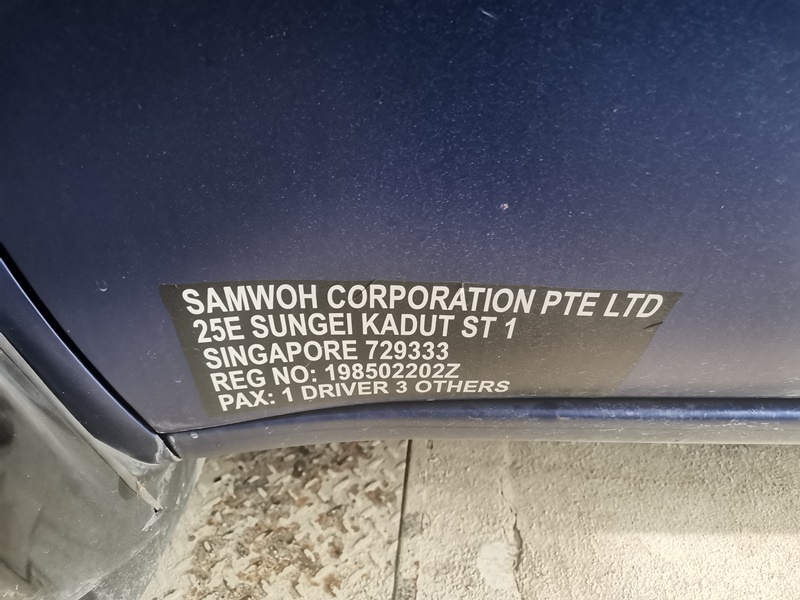 SAMWOH CORPORATION PTE LTD
25E SUNGEI KADUT ST 1
SINGAPORE 729333
REG NO: 198502202Z
PAX: 1 DRIVER 3 OTHERS